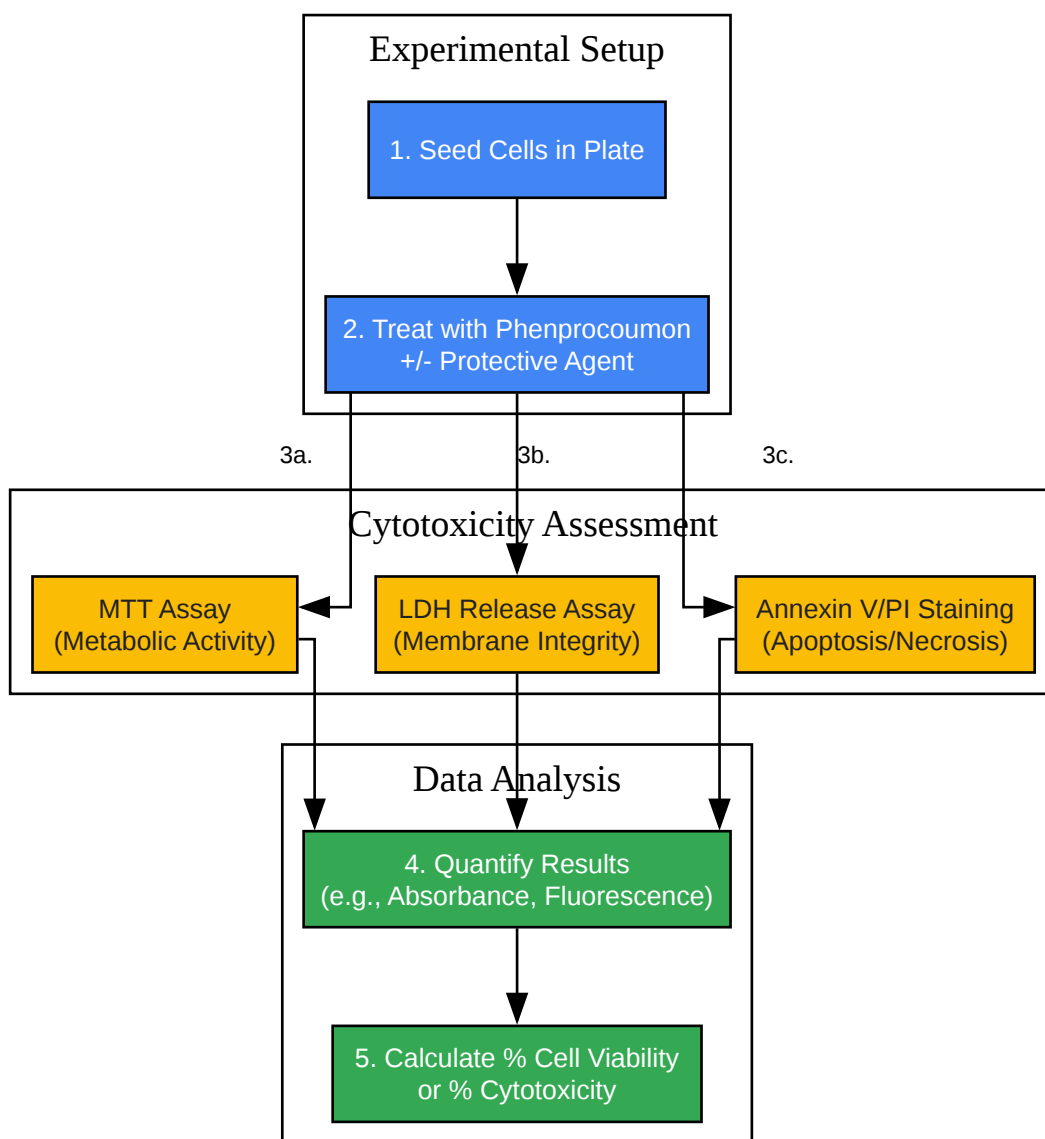 Experimental Setup
1. Seed Cells in Plate
2. Treat with Phenprocoumon
+/- Protective Agent
3a.
3b.
3c.
Cytotoxicity Assessment
MTT Assay
(Metabolic Activity)
LDH Release Assay
(Membrane Integrity)
Annexin V/PI Staining
(Apoptosis/Necrosis)
Data Analysis
4. Quantify Results
(e.g., Absorbance, Fluorescence)
5. Calculate % Cell Viability
or % Cytotoxicity